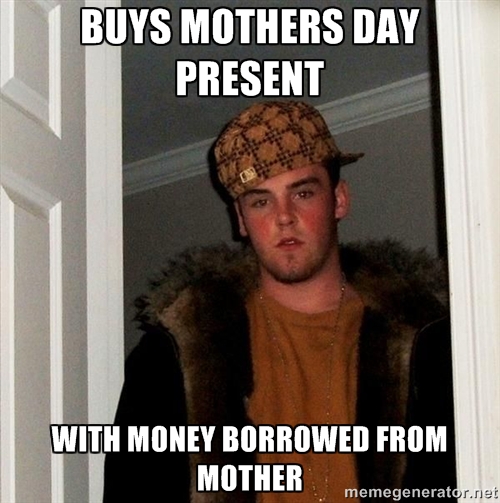 BUYS MOTHERS DAY
PRESENT
WITH MONEY BORROWED FROM
MOTHER
memegenerator.net